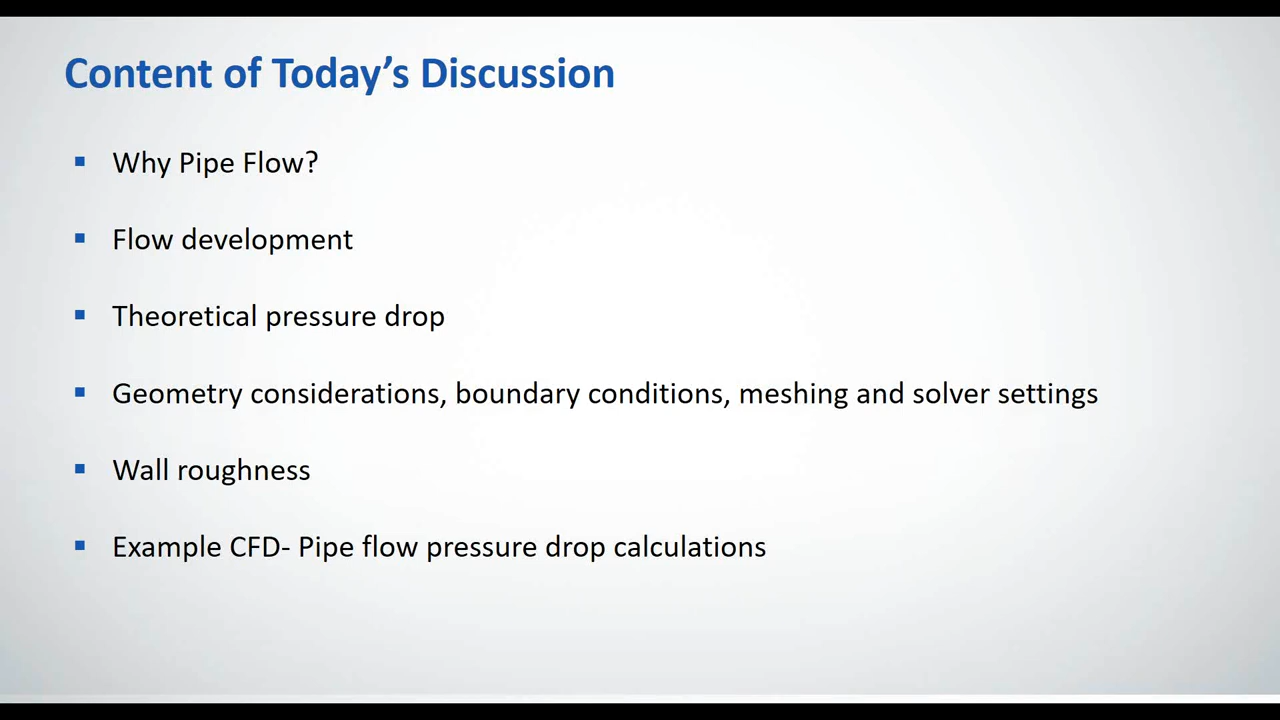 Content of Today’s Discussion
▪ Why Pipe Flow?
▪ Flow development
▪ Theoretical pressure drop
▪ Geometry considerations, boundary conditions, meshing and solver settings
▪ Wall roughness
▪ Example CFD- Pipe flow pressure drop calculations